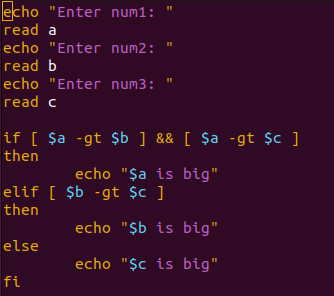 echo "Enter num1: "
read a
echo "Enter num2: "
read b
echo "Enter num3: "
read c

if [ $a -gt $b ] && [ $a -gt $c ]
then
        echo "$a is big"
elif [ $b -gt $c ]
then
        echo "$b is big"
else
        echo "$c is big"
fi